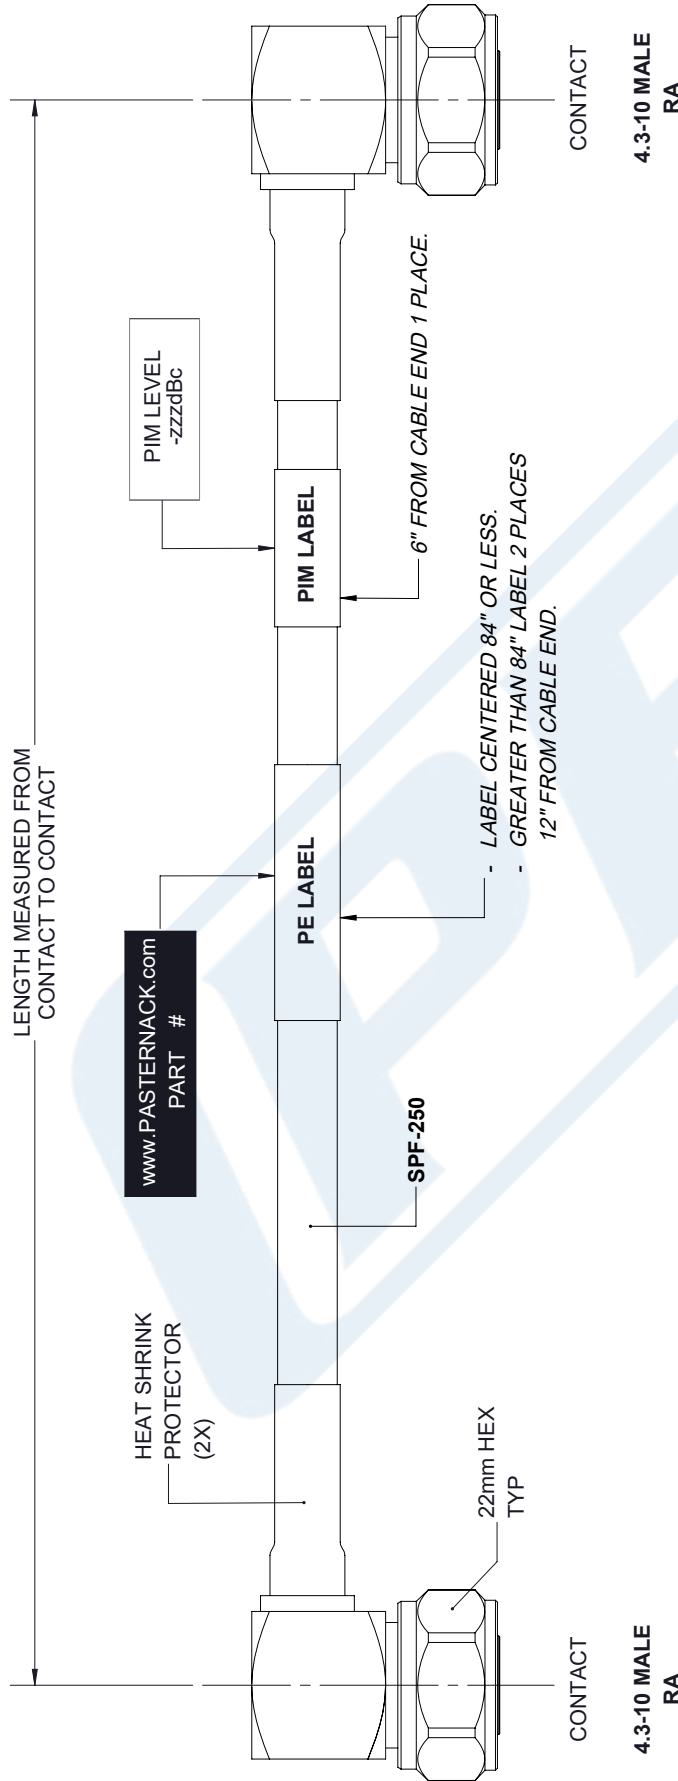 LENGTH MEASURED FROM
CONTACT TO CONTACT
www.PASTERNACK.com
PART #
PIM LEVEL
-zzzdBc
HEAT SHRINK
PROTECTOR
(2X)
PE LABEL
PIM LABEL
SPF-250
6" FROM CABLE END 1 PLACE.
- LABEL CENTERED 84" OR LESS.
- GREATER THAN 84" LABEL 2 PLACES
12" FROM CABLE END.
22mm HEX
TYP
CONTACT
CONTACT
4.3-10 MALE
RA
4.3-10 MALE
RA